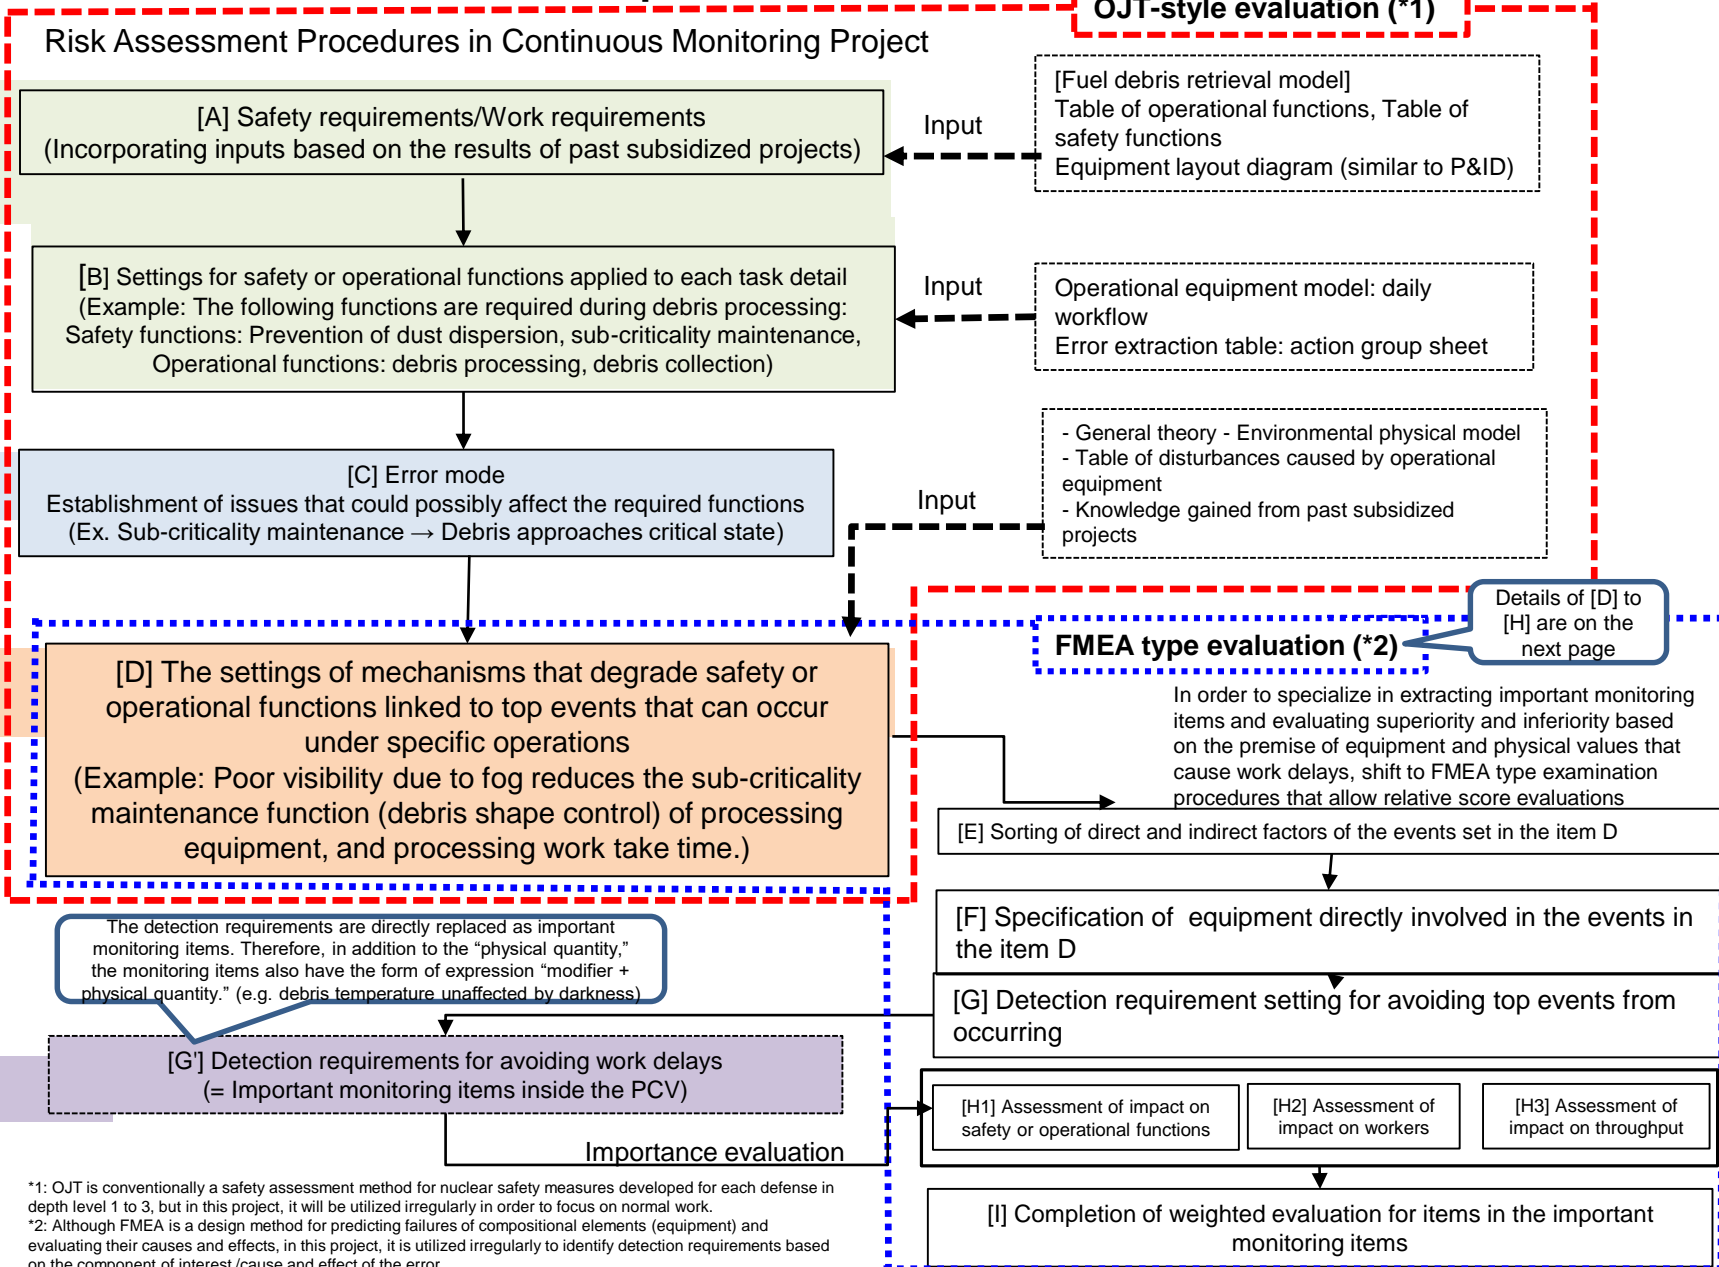 OJT-style evaluation (*1)
Risk Assessment Procedures in Continuous Monitoring Project
[A] Safety requirements/Work requirements
(Incorporating inputs based on the results of past subsidized projects)
Input
[Fuel debris retrieval model]
Table of operational functions, Table of
safety functions
Equipment layout diagram (similar to P&ID)
[B] Settings for safety or operational functions applied to each task detail
(Example: The following functions are required during debris processing:
Safety functions: Prevention of dust dispersion, sub-criticality maintenance,
Operational functions: debris processing, debris collection)
Input
Operational equipment model: daily
workflow
Error extraction table: action group sheet
[C] Error mode
Establishment of issues that could possibly affect the required functions
(Ex. Sub-criticality maintenance → Debris approaches critical state)
Input
- General theory - Environmental physical model
- Table of disturbances caused by operational
equipment
- Knowledge gained from past subsidized
projects
Details of [D] to
[H] are on the
next page
FMEA type evaluation (*2)
[D] The settings of mechanisms that degrade safety or
operational functions linked to top events that can occur
under specific operations
(Example: Poor visibility due to fog reduces the sub-criticality
maintenance function (debris shape control) of processing
equipment, and processing work take time.)
In order to specialize in extracting important monitoring
items and evaluating superiority and inferiority based
on the premise of equipment and physical values that
cause work delays, shift to FMEA type examination
procedures that allow relative score evaluations
[E] Sorting of direct and indirect factors of the events set in the item D
[F] Specification of equipment directly involved in the events in
the item D
[G] Detection requirement setting for avoiding top events from
occurring
The detection requirements are directly replaced as important
monitoring items. Therefore, in addition to the “physical quantity,”
the monitoring items also have the form of expression “modifier +
physical quantity.” (e.g. debris temperature unaffected by darkness)
[G'] Detection requirements for avoiding work delays
(= Important monitoring items inside the PCV)
Importance evaluation
[H1] Assessment of impact on
safety or operational functions
[H2] Assessment of
impact on workers
[H3] Assessment of
impact on throughput
[I] Completion of weighted evaluation for items in the important
monitoring items
*1: OJT is conventionally a safety assessment method for nuclear safety measures developed for each defense in
depth level 1 to 3, but in this project, it will be utilized irregularly in order to focus on normal work.
*2: Although FMEA is a design method for predicting failures of compositional elements (equipment) and
evaluating their causes and effects, in this project, it is utilized irregularly to identify detection requirements based
on the component of interest /cause and effect of the error